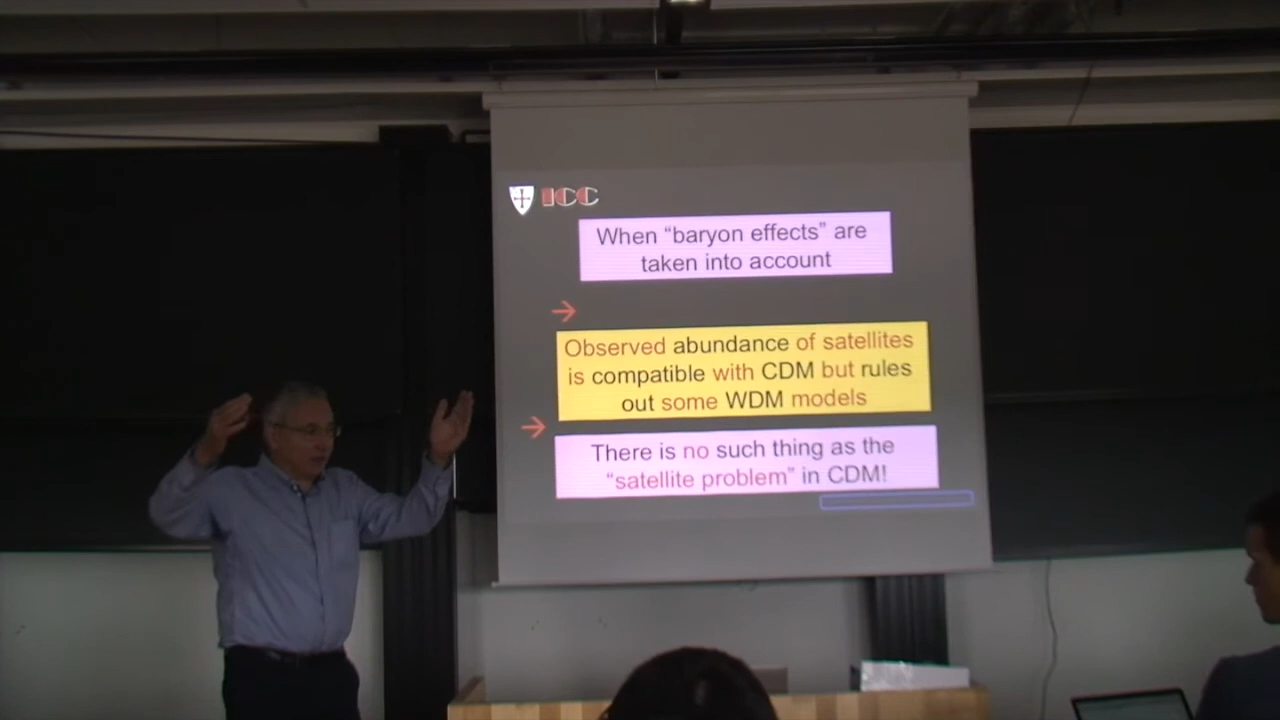 ICC
When “baryon effects” are
taken into account
Observed abundance of satellites
is compatible with CDM but rules
out some WDM models
There is no such thing as the
“satellite problem” in CDM!